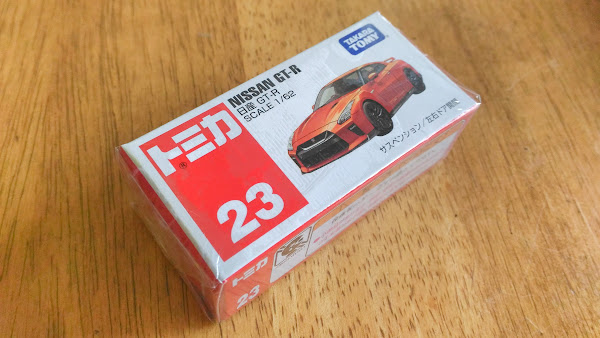 TAKARA
TOMY
NISSAN GT-R
日産 GT-R
SCALE 1/62
トミカ
23
サスペンション/左右ドア開閉
トミカ
23